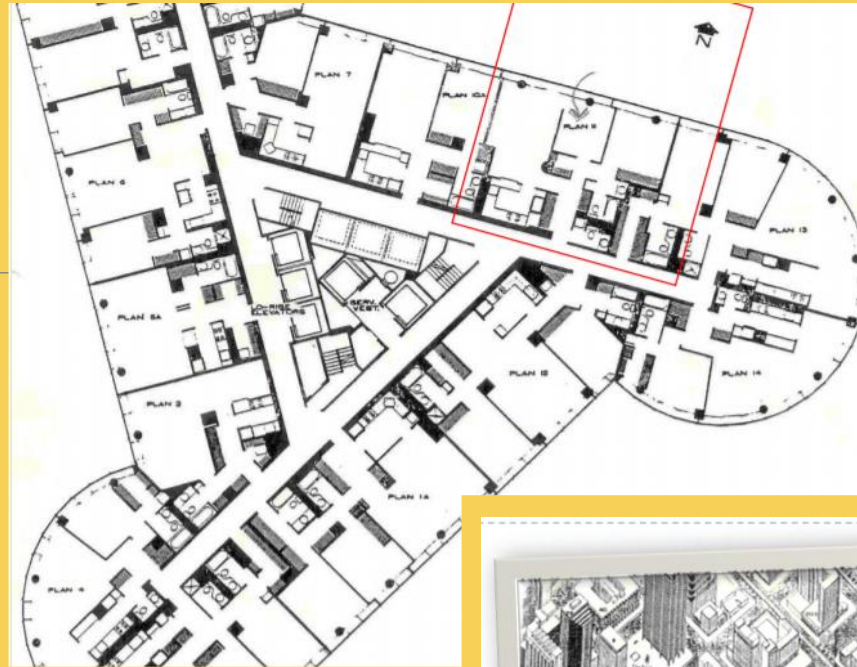 N
PLAN 7
PLAN 10A
PLAN 11
PLAN 6
PLAN 13
LO-RISE
ELEVATORS
SERV.
VEST.
PLAN 5A
PLAN 12
PLAN 14
PLAN 3
PLAN 1A
PLAN 4